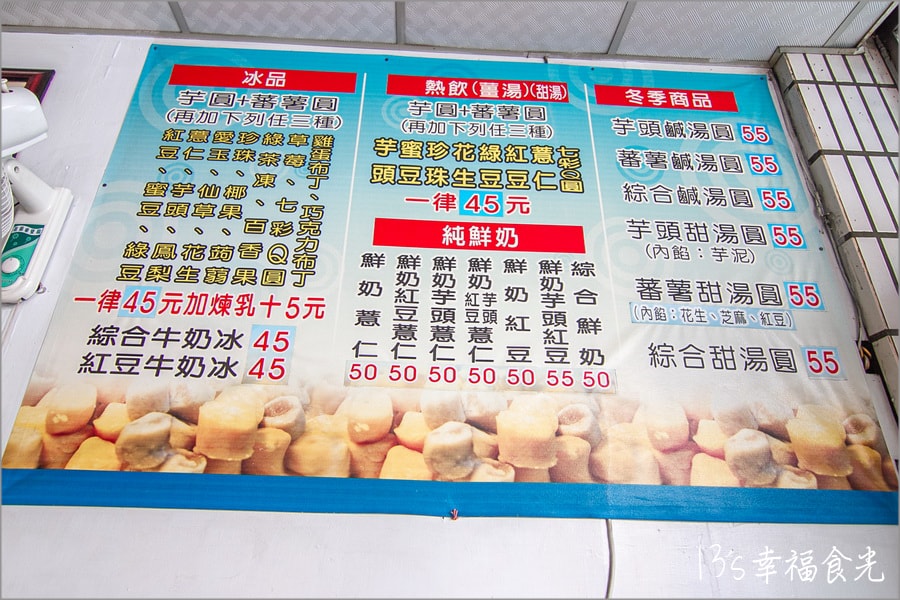 冰品
芋圓+蕃薯圓
(再加下列任三種)
紅豆、蜜豆、綠豆
薏仁、芋頭、鳳梨
愛玉、仙草、花生
珍珠、椰果、蒟蒻
綠茶凍、百香果
草莓、七彩QQ圓
雞蛋布丁、巧克力布丁
一律45元加煉乳+5元
綜合牛奶冰 45
紅豆牛奶冰 45
熱飲(薑湯)(甜湯)
芋圓+蕃薯圓
(再加下列任三種)
芋頭
蜜豆
珍珠
花生
綠豆
紅豆
薏仁
七彩QQ圓
一律45元
純鮮奶
鮮奶薏仁 50
鮮奶紅豆薏仁 50
鮮奶芋頭薏仁 50
鮮奶紅豆芋頭薏仁 50
鮮奶紅豆 50
鮮奶芋頭紅豆 55
綜合鮮奶 50
冬季商品
芋頭鹹湯圓 55
蕃薯鹹湯圓 55
綜合鹹湯圓 55
芋頭甜湯圓 55
(內餡:芋泥)
蕃薯甜湯圓 55
(內餡:花生、芝麻、紅豆)
綜合甜湯圓 55
13's幸福食光